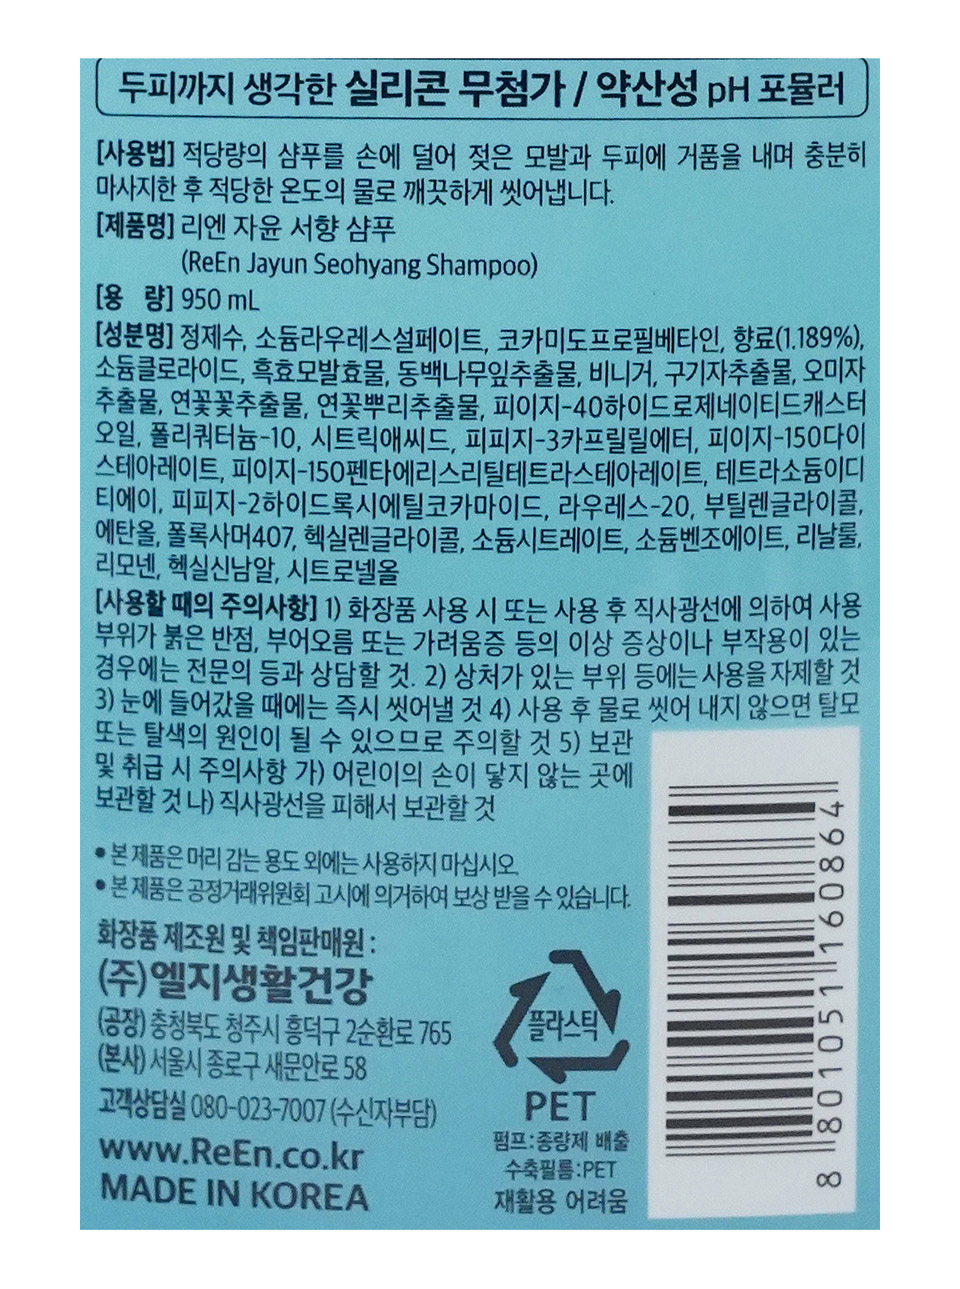 두피까지 생각한 실리콘 무첨가 / 약산성 pH 포뮬러
[사용법] 적당량의 샴푸를 손에 덜어 젖은 모발과 두피에 거품을 내며 충분히
마사지한 후 적당한 온도의 물로 깨끗하게 씻어냅니다.
[제품명] 리엔 자윤 서향 샴푸
(ReEn Jayun Seohyang Shampoo)
[용 량] 950 mL
[성분명] 정제수, 소듐라우레스설페이트, 코카미도프로필베타인, 향료(1.189%),
소듐클로라이드, 흑효모발효물, 동백나무잎추출물, 비니거, 구기자추출물, 오미자
추출물, 연꽃꽃추출물, 연꽃뿌리추출물, 피이지-40하이드로제네이티드캐스터
오일, 폴리쿼터늄-10, 시트릭애씨드, 피피지-3카프릴릴에터, 피이지-150다이
스테아레이트, 피이지-150펜타에리스리틸테트라스테아레이트, 테트라소듐이디
티에이, 피피지-2하이드록시에틸코카마이드, 라우레스-20, 부틸렌글라이콜,
에탄올, 폴록사머407, 헥실렌글라이콜, 소듐시트레이트, 소듐벤조에이트, 리날룰,
리모넨, 헥실신남알, 시트로넬올
[사용할 때의 주의사항] 1) 화장품 사용 시 또는 사용 후 직사광선에 의하여 사용
부위가 붉은 반점, 부어오름 또는 가려움증 등의 이상 증상이나 부작용이 있는
경우에는 전문의 등과 상담할 것. 2) 상처가 있는 부위 등에는 사용을 자제할 것
3) 눈에 들어갔을 때에는 즉시 씻어낼 것 4) 사용 후 물로 씻어 내지 않으면 탈모
또는 탈색의 원인이 될 수 있으므로 주의할 것 5) 보관
및 취급 시 주의사항 가) 어린이의 손이 닿지 않는 곳에
보관할 것 나) 직사광선을 피해서 보관할 것
• 본 제품은 머리 감는 용도 외에는 사용하지 마십시오.
• 본 제품은 공정거래위원회 고시에 의거하여 보상 받을 수 있습니다.
화장품 제조원 및 책임판매원 :
(주)엘지생활건강
(공장) 충청북도 청주시 흥덕구 2순환로 765
(본사) 서울시 종로구 새문안로 58
고객상담실 080-023-7007 (수신자부담)
www.ReEn.co.kr
MADE IN KOREA
플라스틱
PET
펌프:종량제 배출
수축필름:PET
재활용 어려움
8 801051 160864